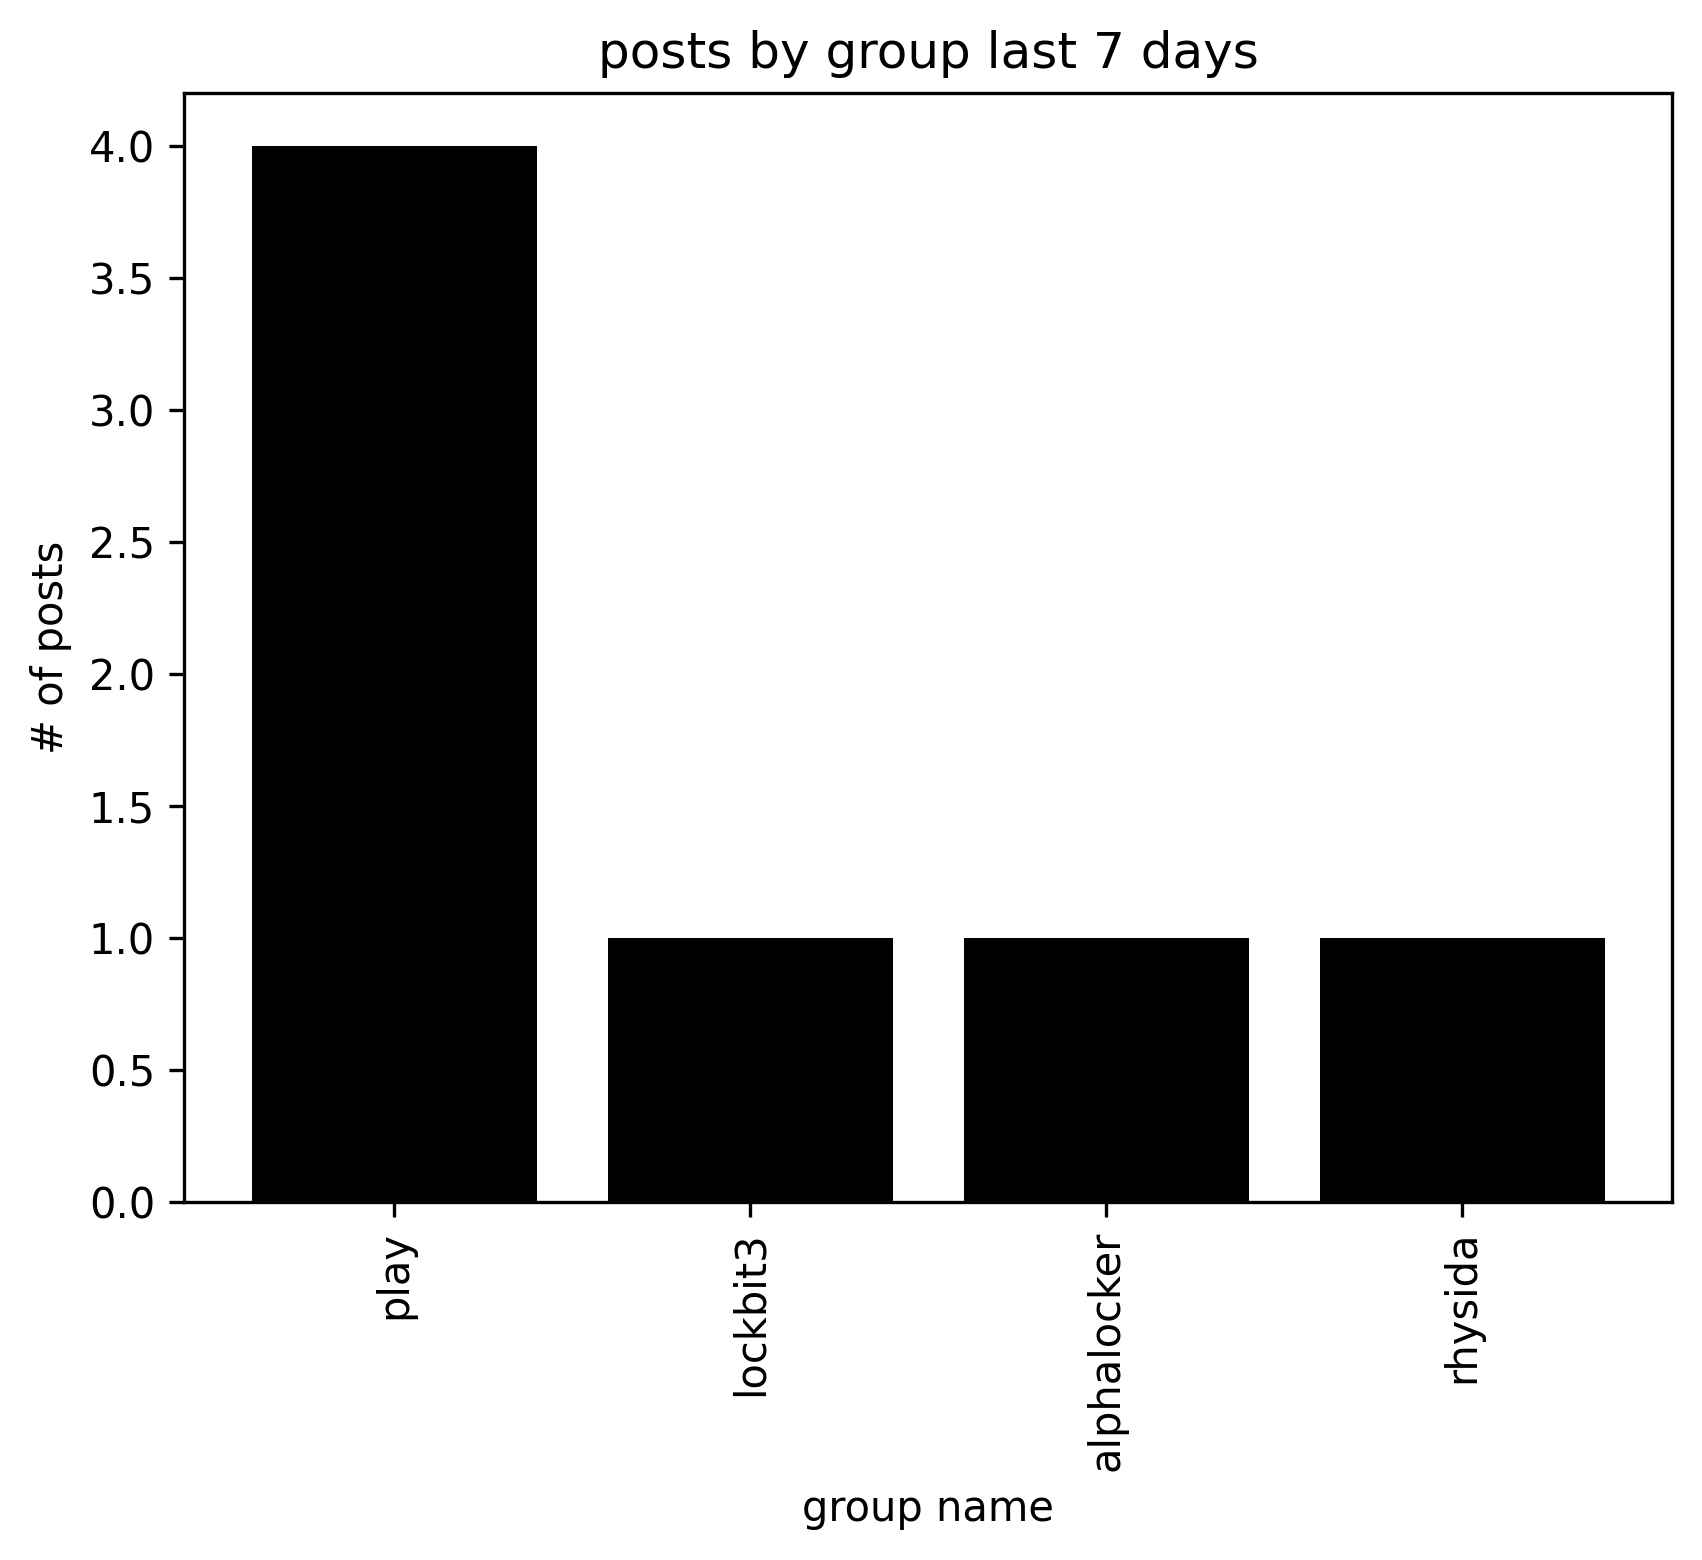 posts by group last 7 days
4.0
3.5
3.0
2.5
2.0
1.5
1.0
0.5
0.0
# of posts
play
lockbit3
alphalocker
rhysida
group name